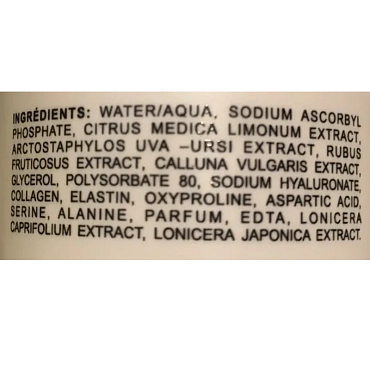 INGRÉDIENTS: WATER/AQUA, SODIUM ASCORBYL
PHOSPHATE, CITRUS MEDICA LIMONUM EXTRACT,
ARCTOSTAPHYLOS UVA –URSI EXTRACT, RUBUS
FRUTICOSUS EXTRACT, CALLUNA VULGARIS EXTRACT,
GLYCEROL, POLYSORBATE 80, SODIUM HYALURONATE,
COLLAGEN, ELASTIN, OXYPROLINE, ASPARTIC ACID,
SERINE, ALANINE, PARFUM, EDTA, LONICERA
CAPRIFOLIUM EXTRACT, LONICERA JAPONICA EXTRACT.